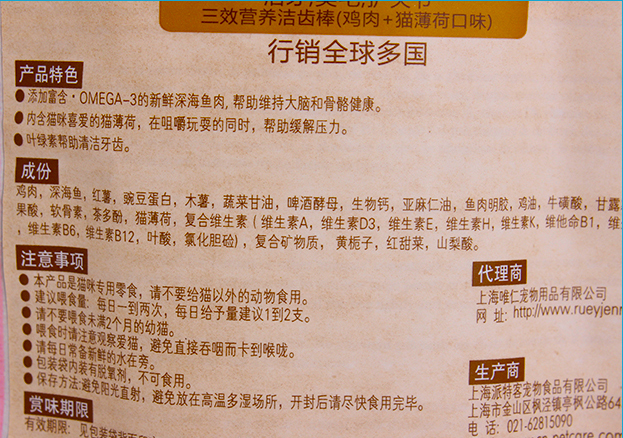 三效营养洁齿棒(鸡肉+猫薄荷口味)
行销全球多国
产品特色
●添加富含·OMEGA-3的新鲜深海鱼肉,帮助维持大脑和骨骼健康。
●内含猫咪喜爱的猫薄荷,在咀嚼玩耍的同时,帮助缓解压力。
●叶绿素帮助清洁牙齿。
成份
鸡肉,深海鱼,红薯,豌豆蛋白,木薯,蔬菜甘油,啤酒酵母,生物钙,亚麻仁油,鱼肉明胶,鸡油,牛磺酸,甘露
果酸,软骨素,茶多酚,猫薄荷,复合维生素(维生素A,维生素D3,维生素E,维生素H,维生素K,维他命B1,维
,维生素B6,维生素B12,叶酸,氯化胆硷),复合矿物质,黄栀子,红甜菜,山梨酸。
注意事项
●本产品是猫咪专用零食,请不要给猫以外的动物食用。
●建议喂食量:每日一到两次,每日给予量建议1到2支。
●请不要喂食未满2个月的幼猫。
●喂食时请注意观察爱猫,避免直接吞咽而卡到喉咙。
●请每日常备新鲜的水在旁。
●包装袋内装有脱氧剂,不可食用。
●保存方法:避免阳光直射,避免放在高温多湿场所,开封后请尽快食用完毕。
赏味期限
有效期限:见包装袋背面
代理商
上海唯仁宠物用品有限公司
网 址:http://www.rueyjenn
生产商
上海派特客宠物食品有限公司
上海市金山区枫泾镇亭枫公路64
电 话:021-62815090